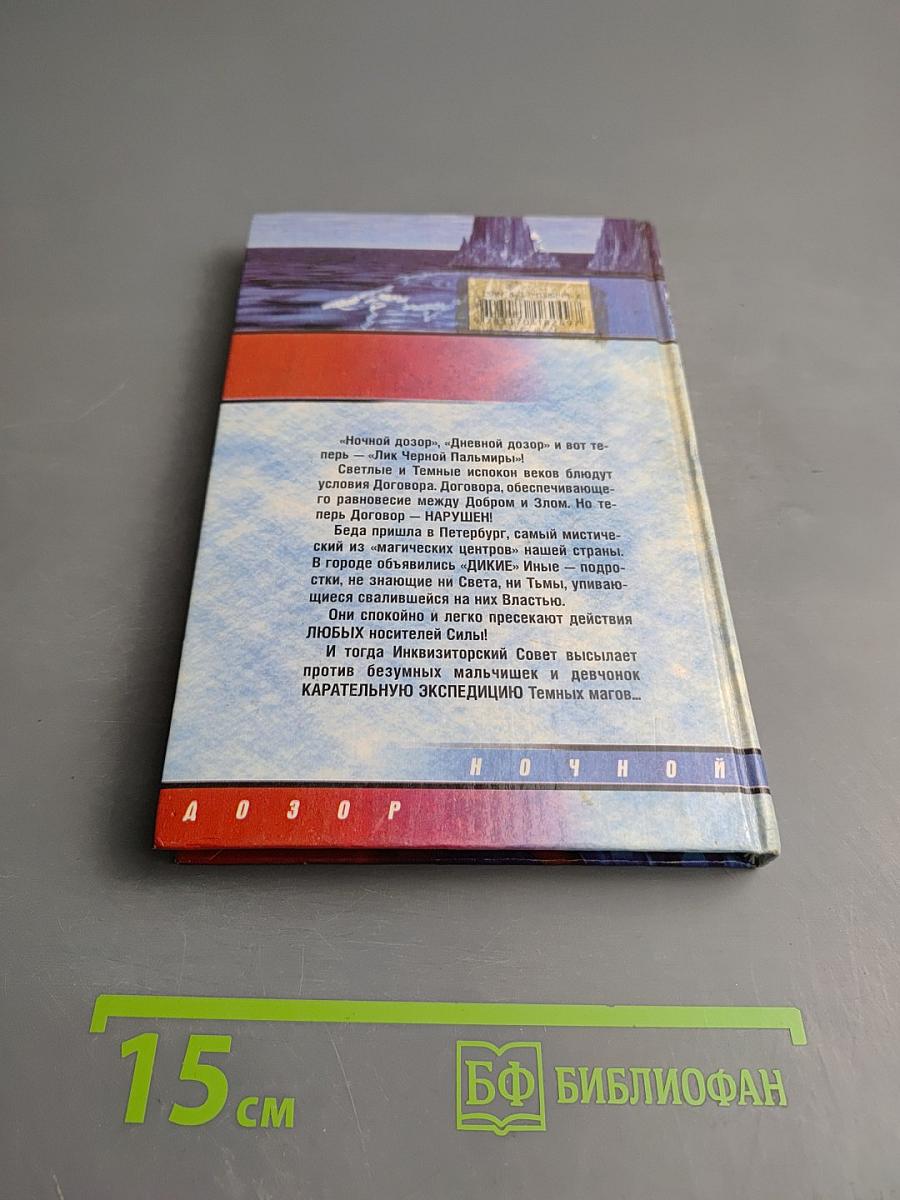 «Ночной дозор», «Дневной дозор» и вот те-
перь — «Лик Черной Пальмиры»!
Светлые и Темные испокон веков блюдут
условия Договора. Договора, обеспечивающе-
го равновесие между Добром и Злом. Но те-
перь Договор — НАРУШЕН!
Беда пришла в Петербург, самый мистиче-
ский из «магических центров» нашей страны.
В городе объявились «ДИКИЕ» Иные — подро-
стки, не знающие ни Света, ни Тьмы, упиваю-
щиеся свалившейся на них Властью.
Они спокойно и легко пресекают действия
ЛЮБЫХ носителей Силы!
И тогда Инквизиторский Совет высылает
против безумных мальчишек и девчонок
КАРАТЕЛЬНУЮ ЭКСПЕДИЦИЮ Темных магов...
НОЧНОЙ
ДОЗОР
15 см
БФ БИБЛИОФАН